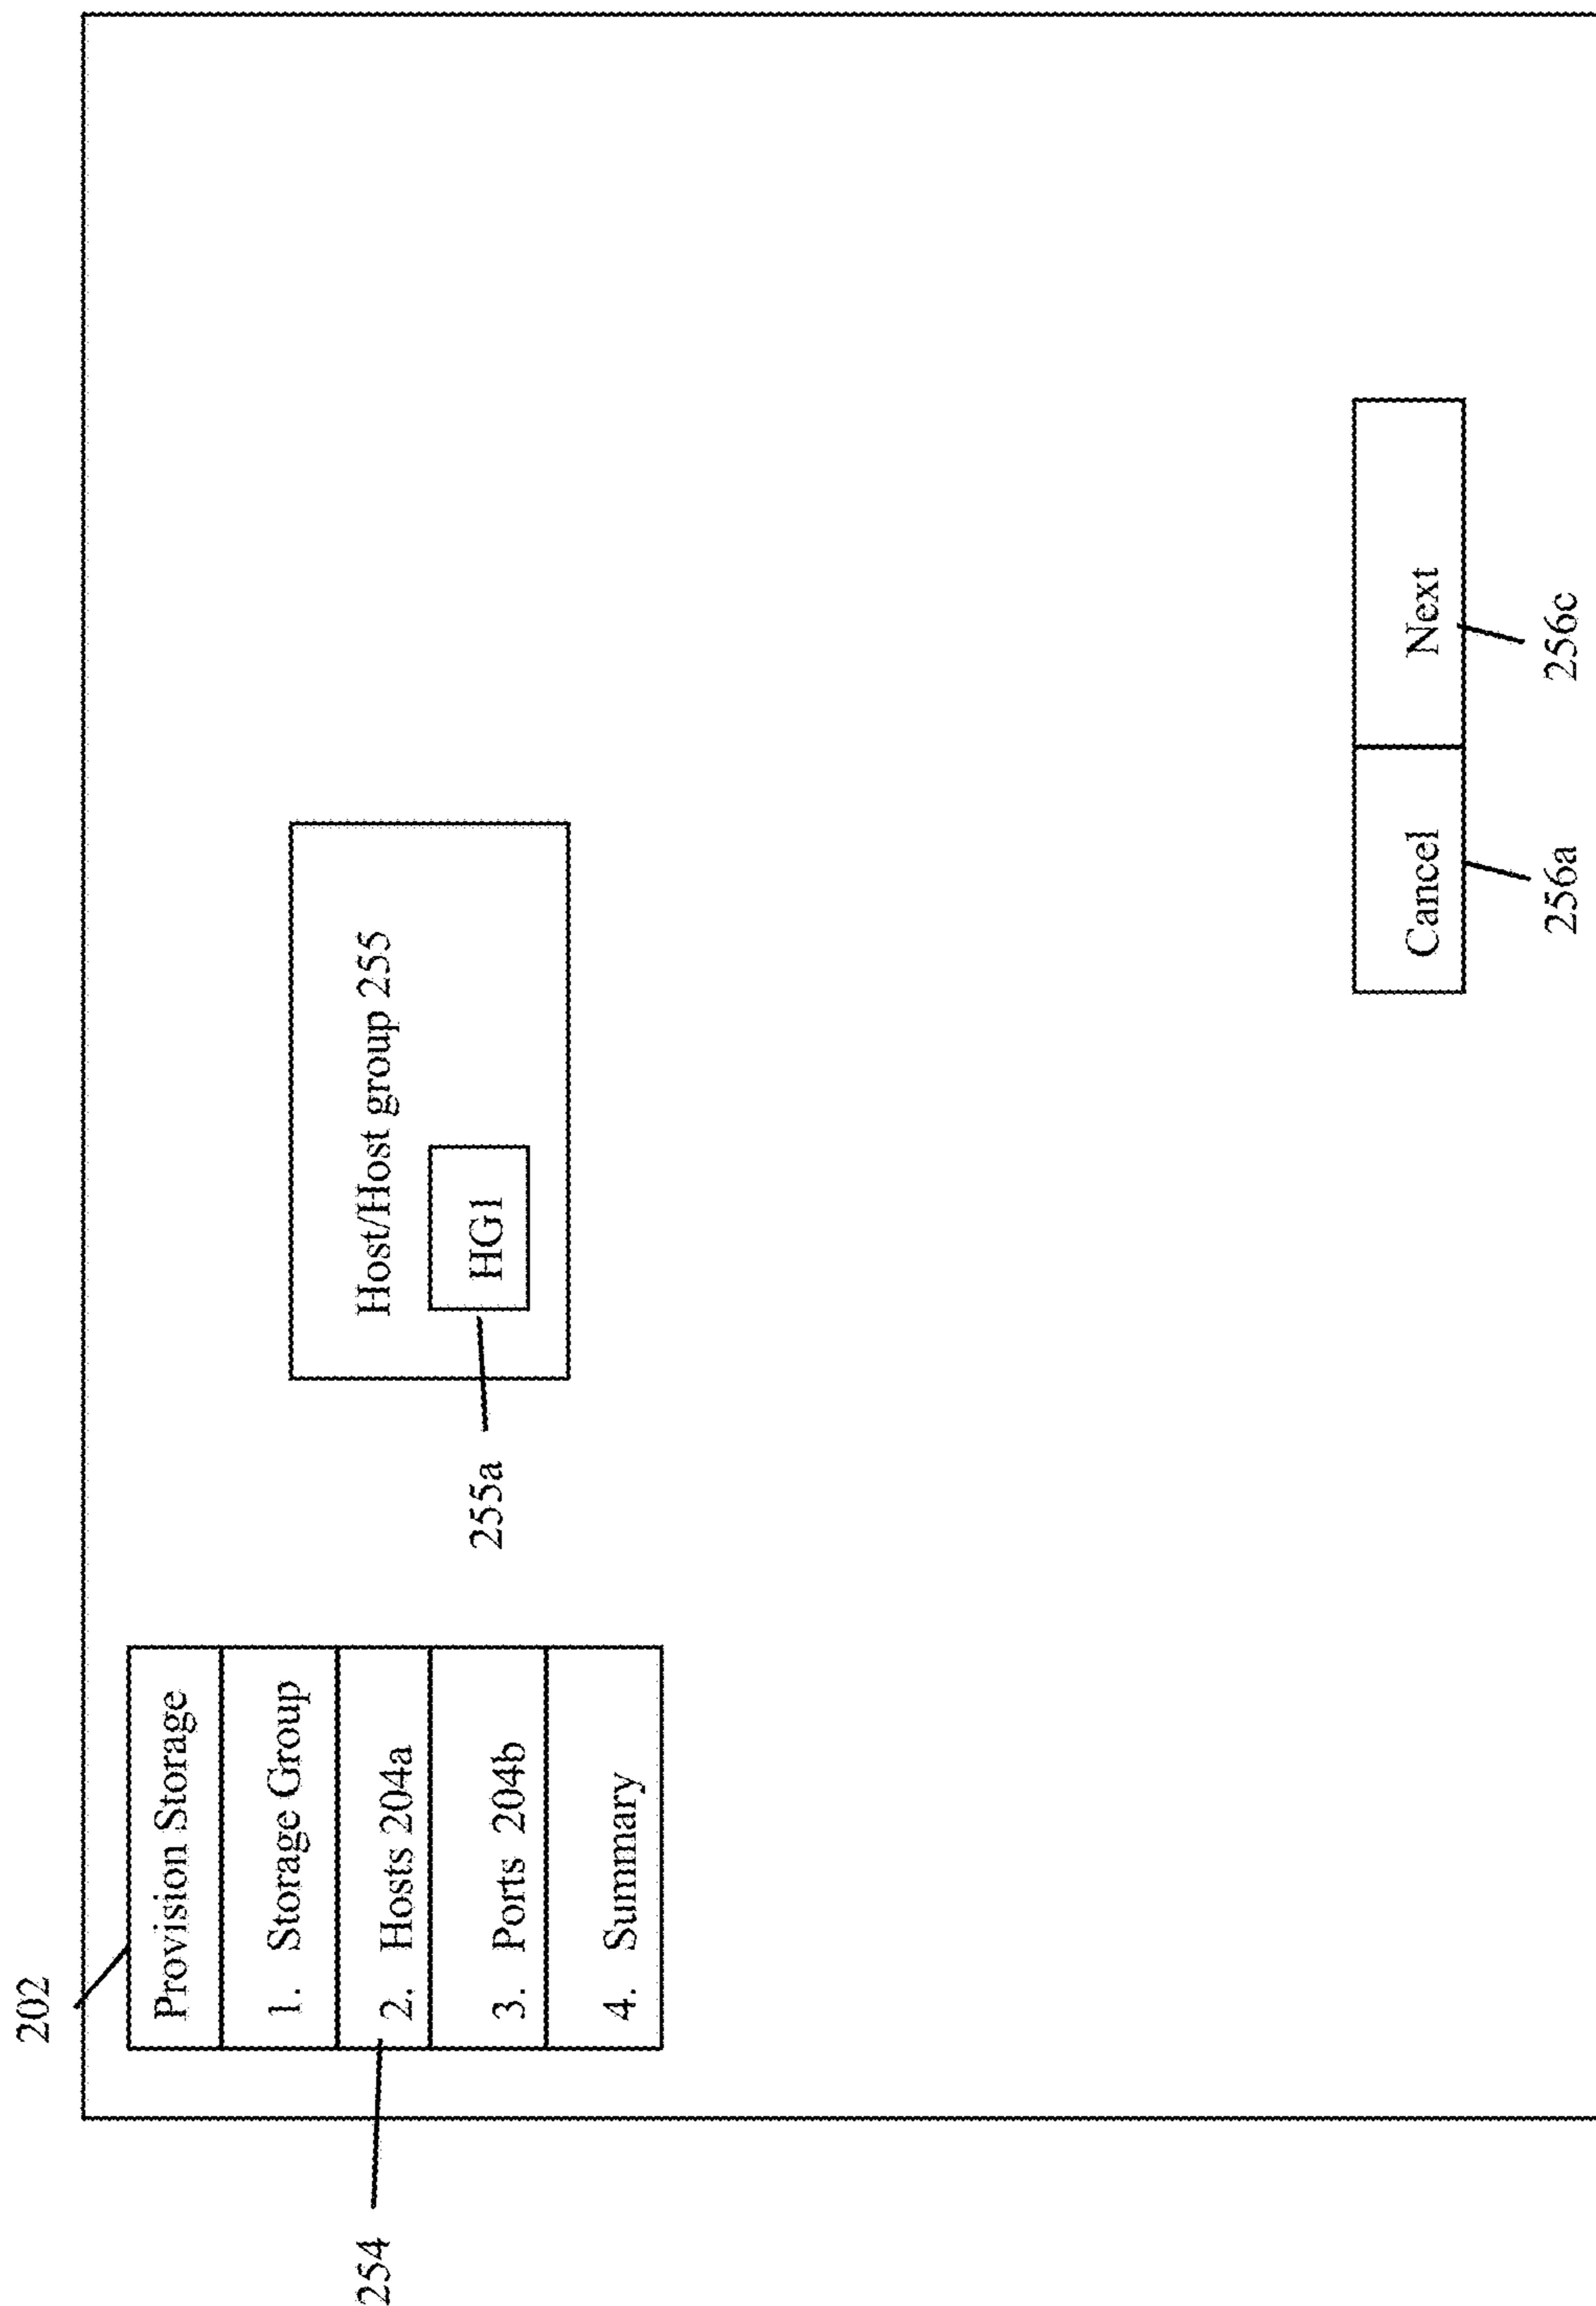 202
Provision Storage
1. Storage Group
254
2. Hosts 204a
3. Ports 204b
4. Summary
Host/Host group 255
255a
HG1
Cancel
Next
256a
256c